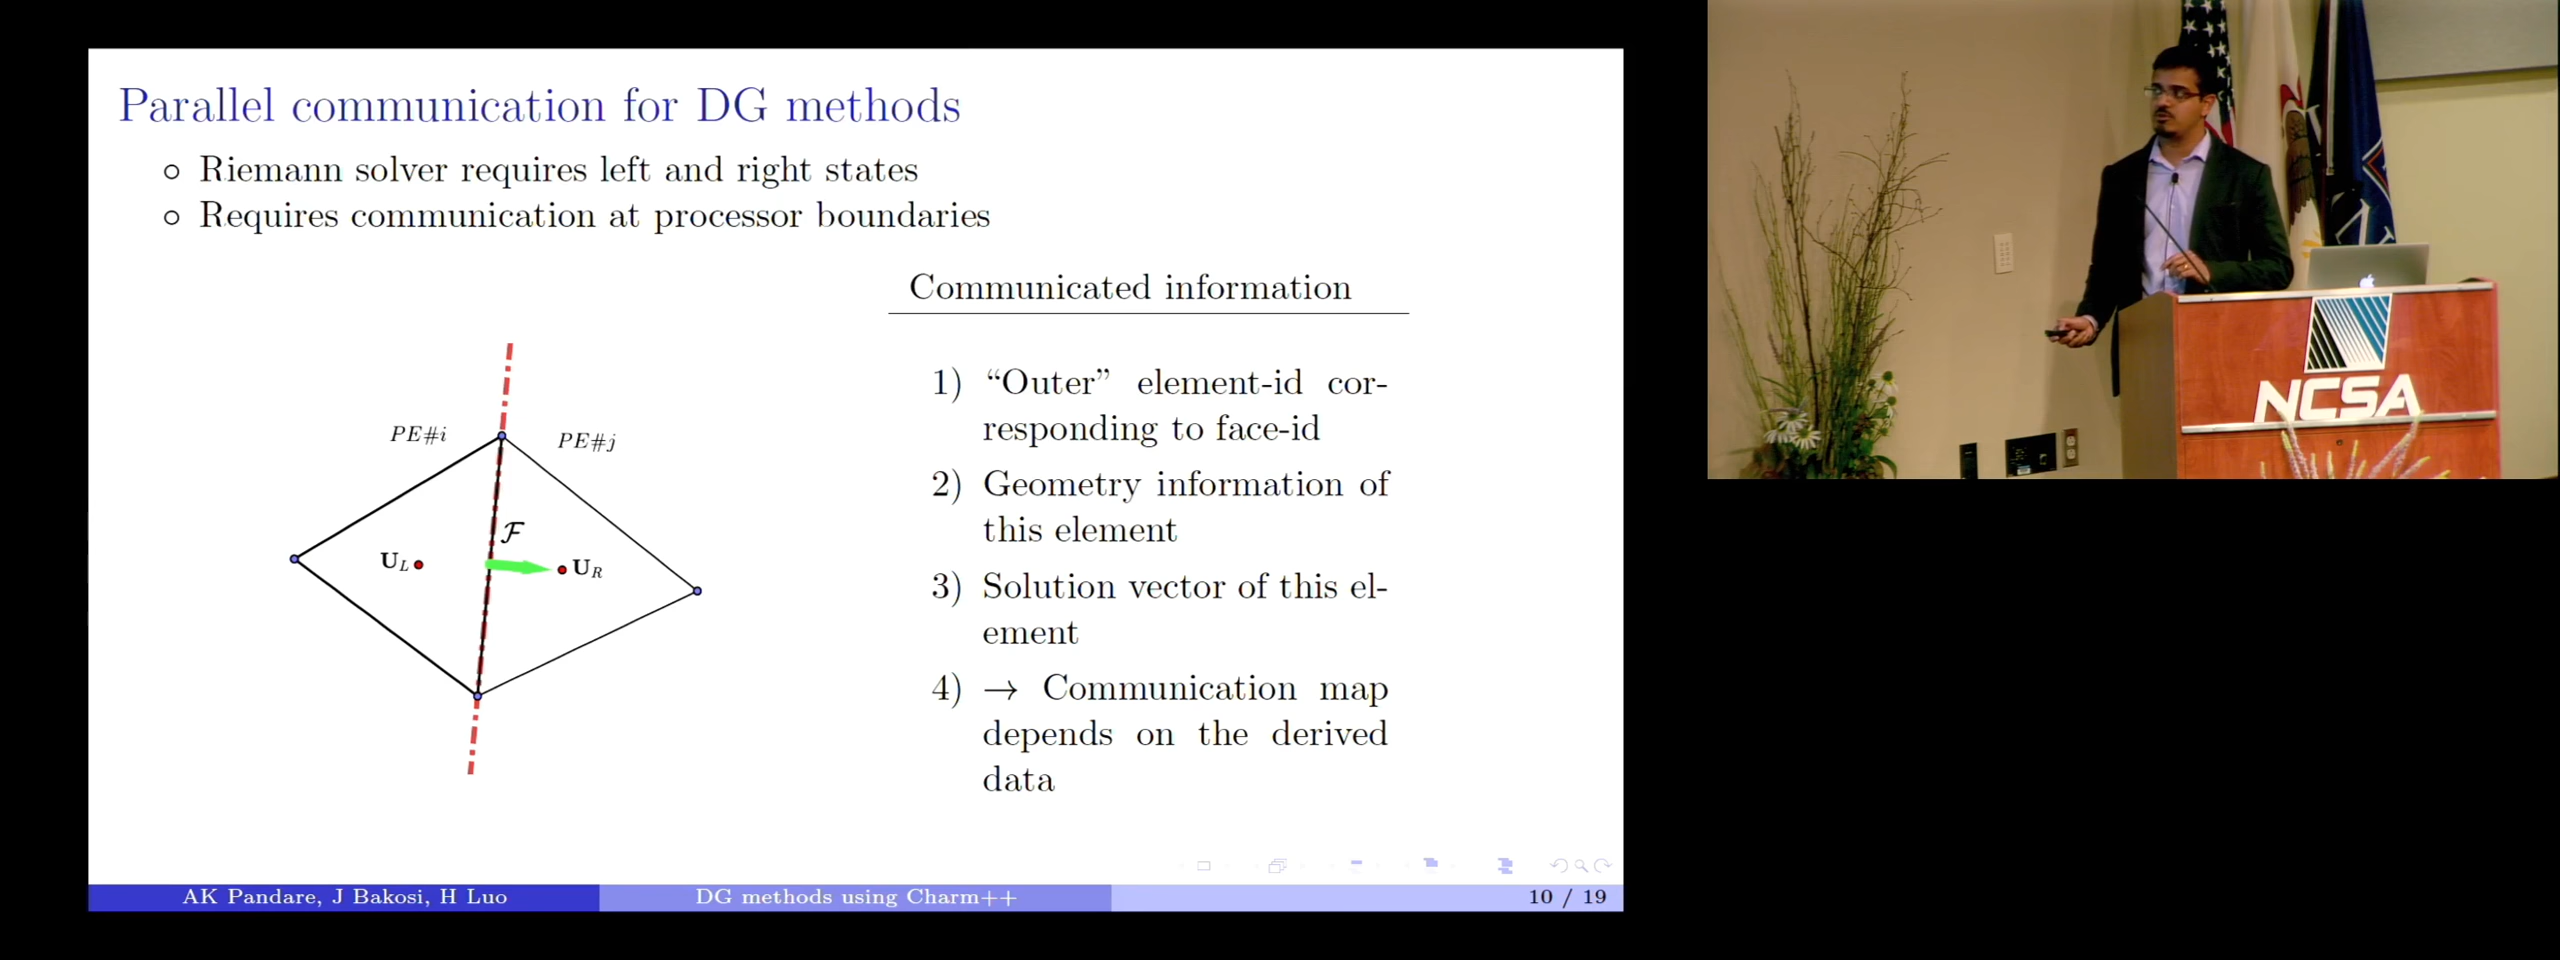 Parallel communication for DG methods
○ Riemann solver requires left and right states
○ Requires communication at processor boundaries
Communicated information
1) “Outer” element-id cor-
responding to face-id
2) Geometry information of
this element
3) Solution vector of this el-
ement
4) → Communication map
depends on the derived
data
PE#i
PE#j
F
U_L
U_R
AK Pandare, J Bakosi, H Luo
DG methods using Charm++
10 / 19
NCSA